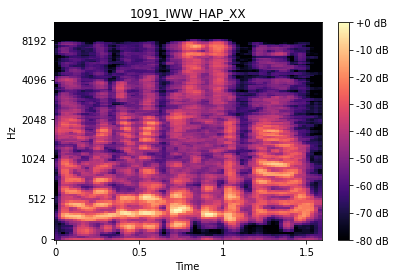 1091_IWW_HAP_XX
8192
4096
2048
1024
512
0
Hz
0
0.5
1
1.5
Time
+0 dB
-10 dB
-20 dB
-30 dB
-40 dB
-50 dB
-60 dB
-70 dB
-80 dB